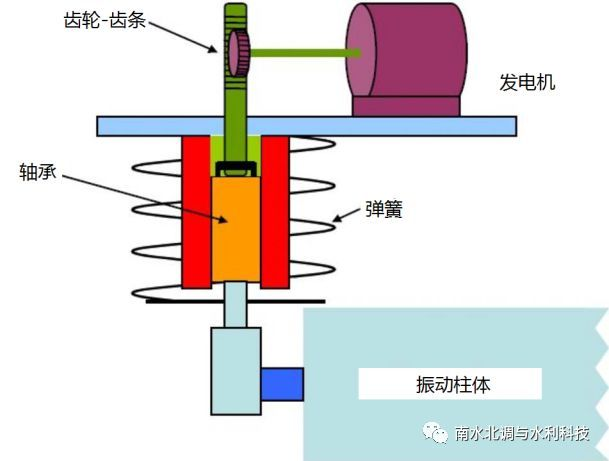 齿轮-齿条
发电机
轴承
弹簧
振动柱体
南水北调与水利科技